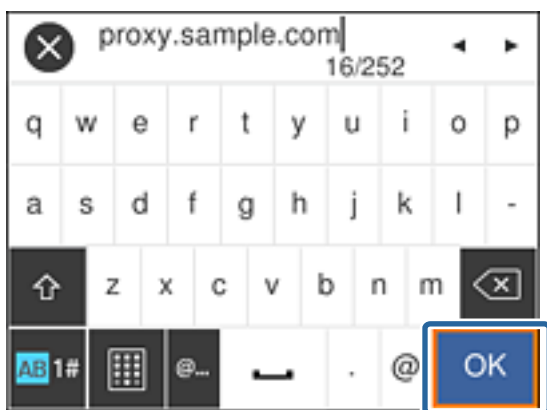 proxy.sample.com
16/252
q w e r t y u i o p
a s d f g h j k l -
z x c v b n m
AB 1# @... . @ OK